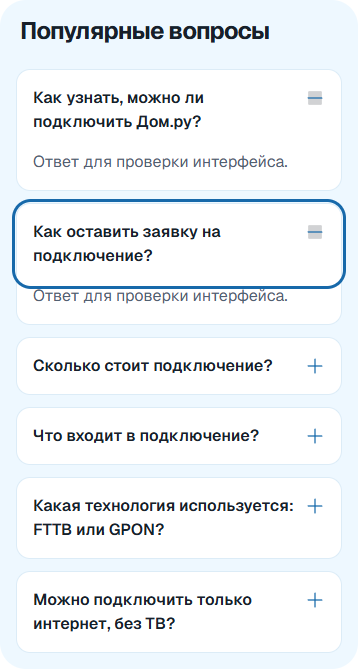 Популярные вопросы
Как узнать, можно ли
подключить Дом.ру?
Ответ для проверки интерфейса.
Как оставить заявку на
подключение?
Ответ для проверки интерфейса.
Сколько стоит подключение?
Что входит в подключение?
Какая технология используется:
FTTB или GPON?
Можно подключить только
интернет, без ТВ?